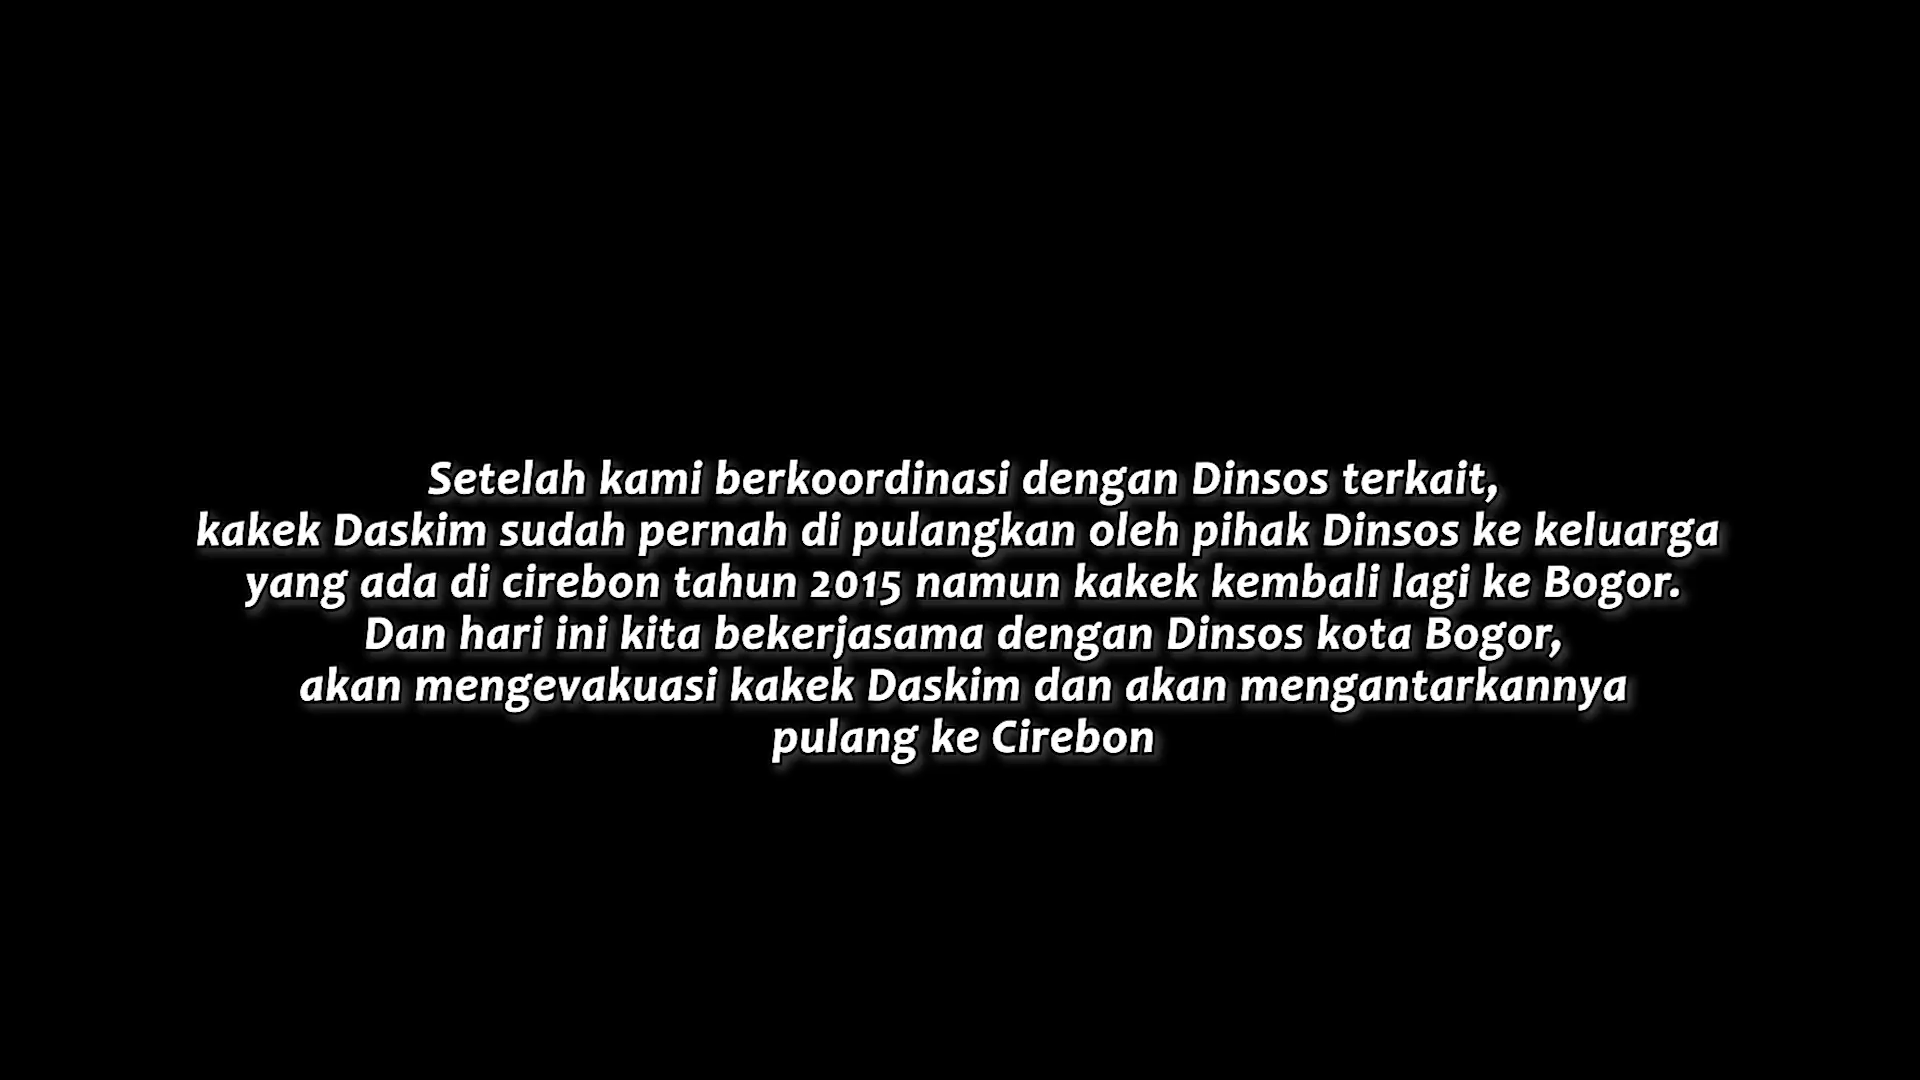 Setelah kami berkoordinasi dengan Dinsos terkait,
kakek Daskim sudah pernah di pulangkan oleh pihak Dinsos ke keluarga
yang ada di cirebon tahun 2015 namun kakek kembali lagi ke Bogor.
Dan hari ini kita bekerjasama dengan Dinsos kota Bogor,
akan mengevakuasi kakek Daskim dan akan mengantarkannya
pulang ke Cirebon